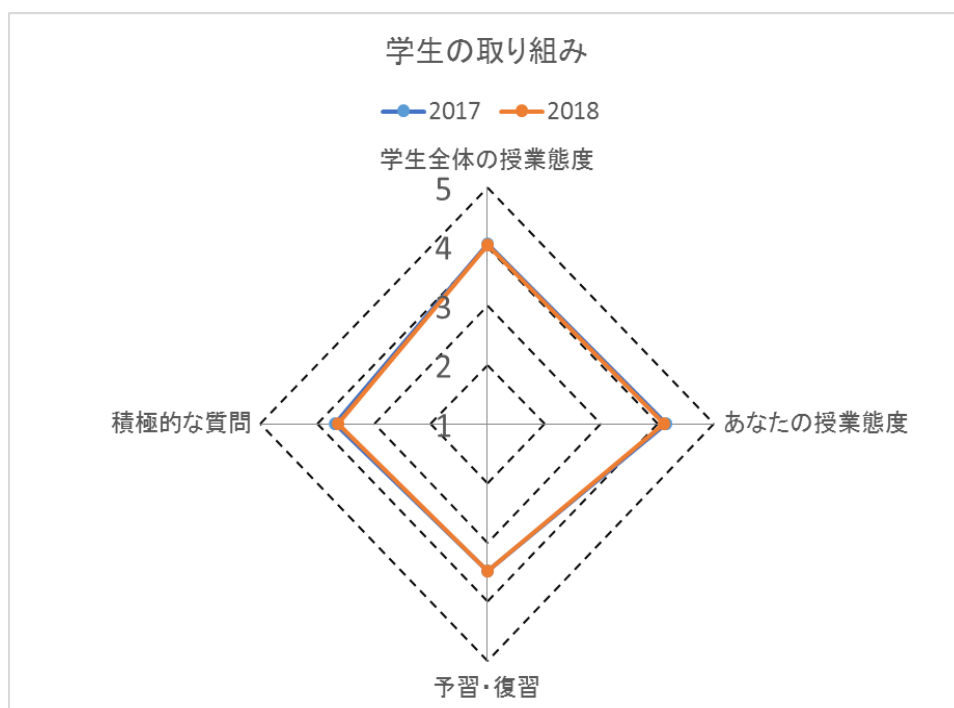 学生の取り組み
2017 2018
学生全体の授業態度
5
4
3
2
1
積極的な質問
あなたの授業態度
予習・復習